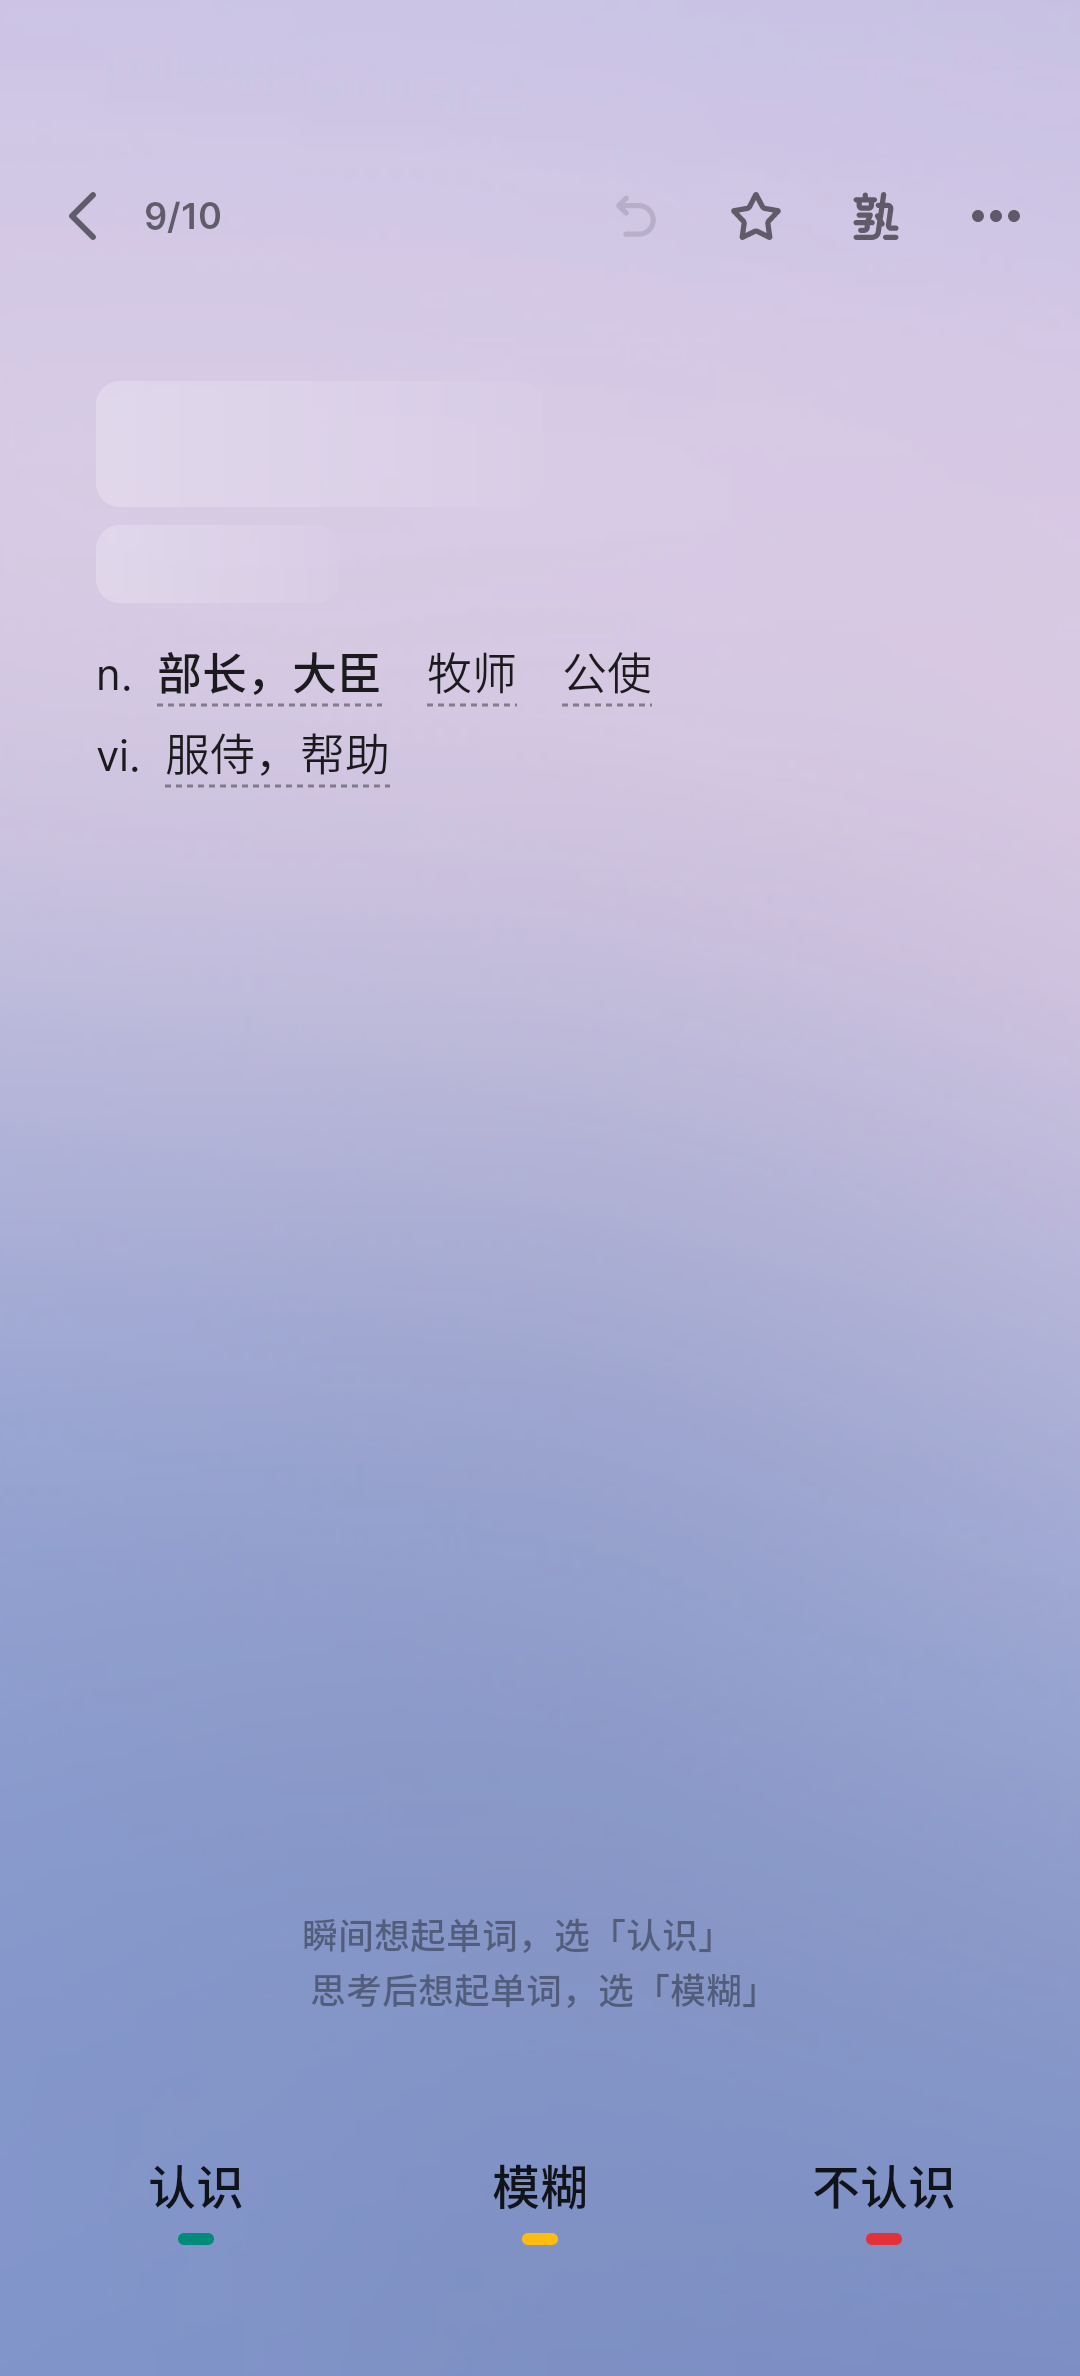 9/10
熟
n. 部长，大臣 牧师 公使
vi. 服侍，帮助
瞬间想起单词，选「认识」
思考后想起单词，选「模糊」
认识 模糊 不认识